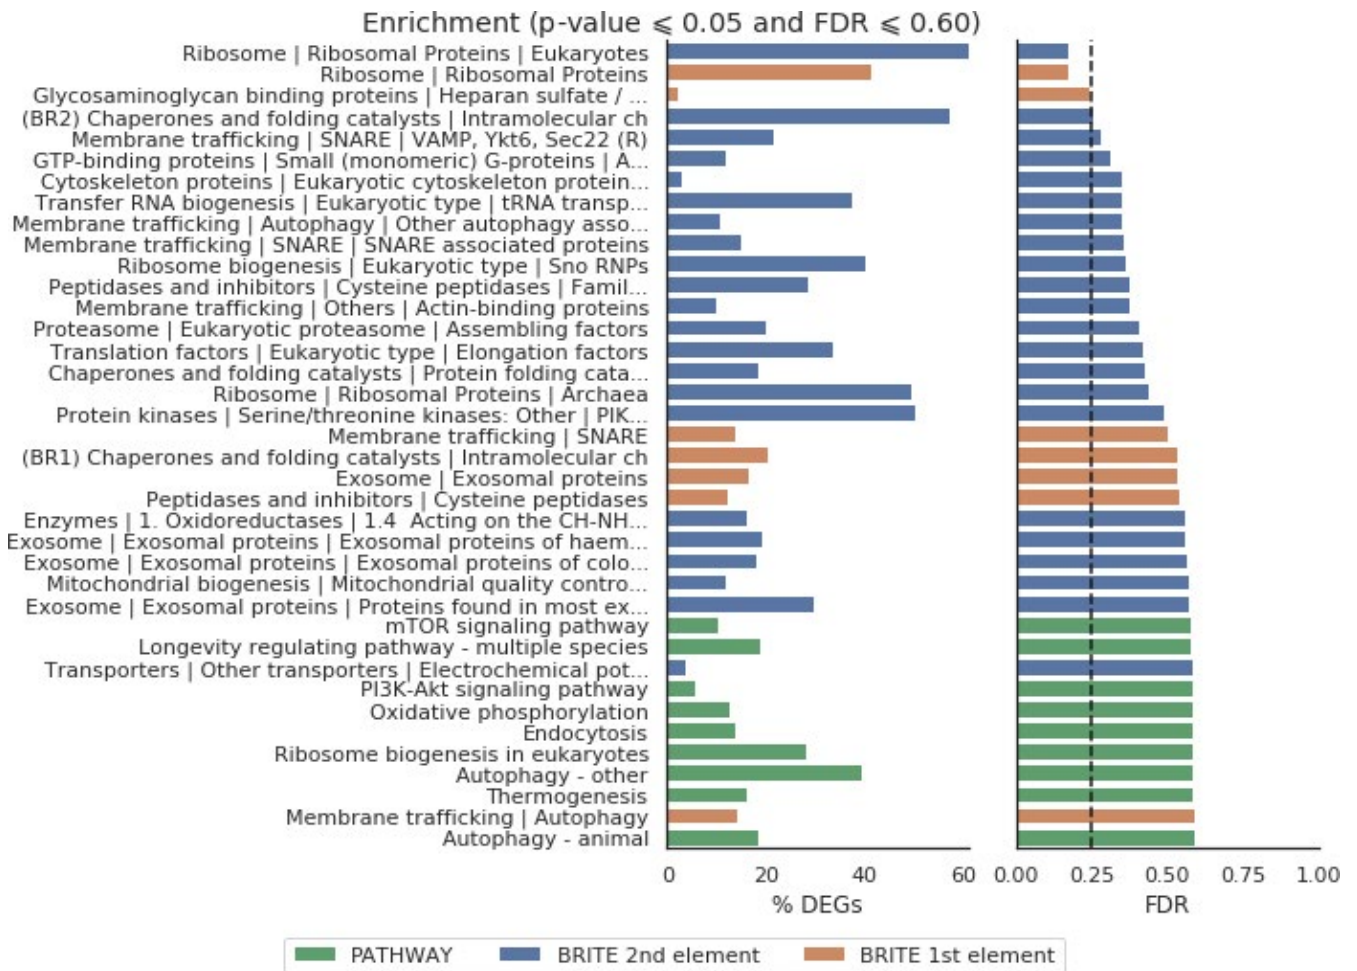 Enrichment (p-value ⩽ 0.05 and FDR ⩽ 0.60)
Ribosome | Ribosomal Proteins | Eukaryotes
Ribosome | Ribosomal Proteins
Glycosaminoglycan binding proteins | Heparan sulfate / ...
(BR2) Chaperones and folding catalysts | Intramolecular ch
Membrane trafficking | SNARE | VAMP, Ykt6, Sec22 (R)
GTP-binding proteins | Small (monomeric) G-proteins | A...
Cytoskeleton proteins | Eukaryotic cytoskeleton protein...
Transfer RNA biogenesis | Eukaryotic type | tRNA transp...
Membrane trafficking | Autophagy | Other autophagy asso...
Membrane trafficking | SNARE | SNARE associated proteins
Ribosome biogenesis | Eukaryotic type | Sno RNPs
Peptidases and inhibitors | Cysteine peptidases | Famil...
Membrane trafficking | Others | Actin-binding proteins
Proteasome | Eukaryotic proteasome | Assembling factors
Translation factors | Eukaryotic type | Elongation factors
Chaperones and folding catalysts | Protein folding cata...
Ribosome | Ribosomal Proteins | Archaea
Protein kinases | Serine/threonine kinases: Other | PIK...
Membrane trafficking | SNARE
(BR1) Chaperones and folding catalysts | Intramolecular ch
Exosome | Exosomal proteins
Peptidases and inhibitors | Cysteine peptidases
Enzymes | 1. Oxidoreductases | 1.4 Acting on the CH-NH...
Exosome | Exosomal proteins | Exosomal proteins of haem...
Exosome | Exosomal proteins | Exosomal proteins of colo...
Mitochondrial biogenesis | Mitochondrial quality contro...
Exosome | Exosomal proteins | Proteins found in most ex...
mTOR signaling pathway
Longevity regulating pathway - multiple species
Transporters | Other transporters | Electrochemical pot...
PI3K-Akt signaling pathway
Oxidative phosphorylation
Endocytosis
Ribosome biogenesis in eukaryotes
Autophagy - other
Thermogenesis
Membrane trafficking | Autophagy
Autophagy - animal
0 20 40 60 0.00 0.25 0.50 0.75 1.00
% DEGs FDR
PATHWAY BRITE 2nd element BRITE 1st element